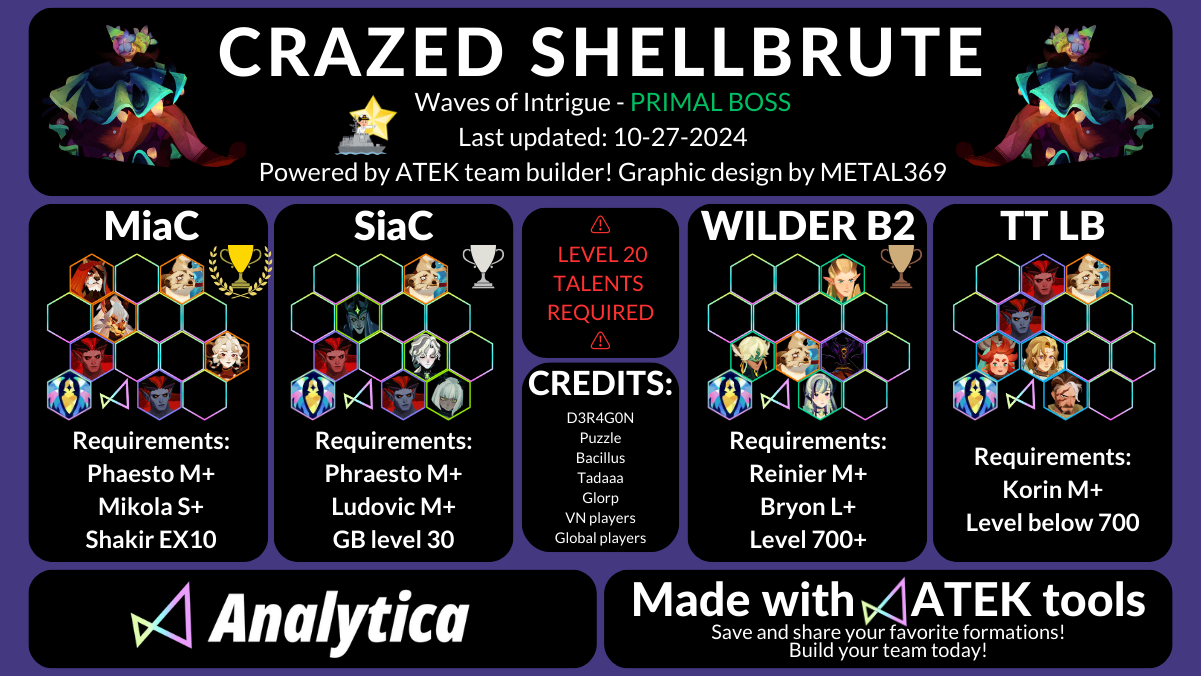 CRAZED SHELLBRUTE
Waves of Intrigue - PRIMAL BOSS
Last updated: 10-27-2024
Powered by ATEK team builder! Graphic design by METAL369
MiaC
Requirements:
Phaesto M+
Mikola S+
Shakir EX10
SiaC
Requirements:
Phraesto M+
Ludovic M+
GB level 30
LEVEL 20
TALENTS
REQUIRED
CREDITS:
D3R4G0N
Puzzle
Bacillus
Tadaaa
Glorp
VN players
Global players
WILDER B2
Requirements:
Reinier M+
Bryon L+
Level 700+
TT LB
Requirements:
Korin M+
Level below 700
Analytica
Made with ATEK tools
Save and share your favorite formations!
Build your team today!